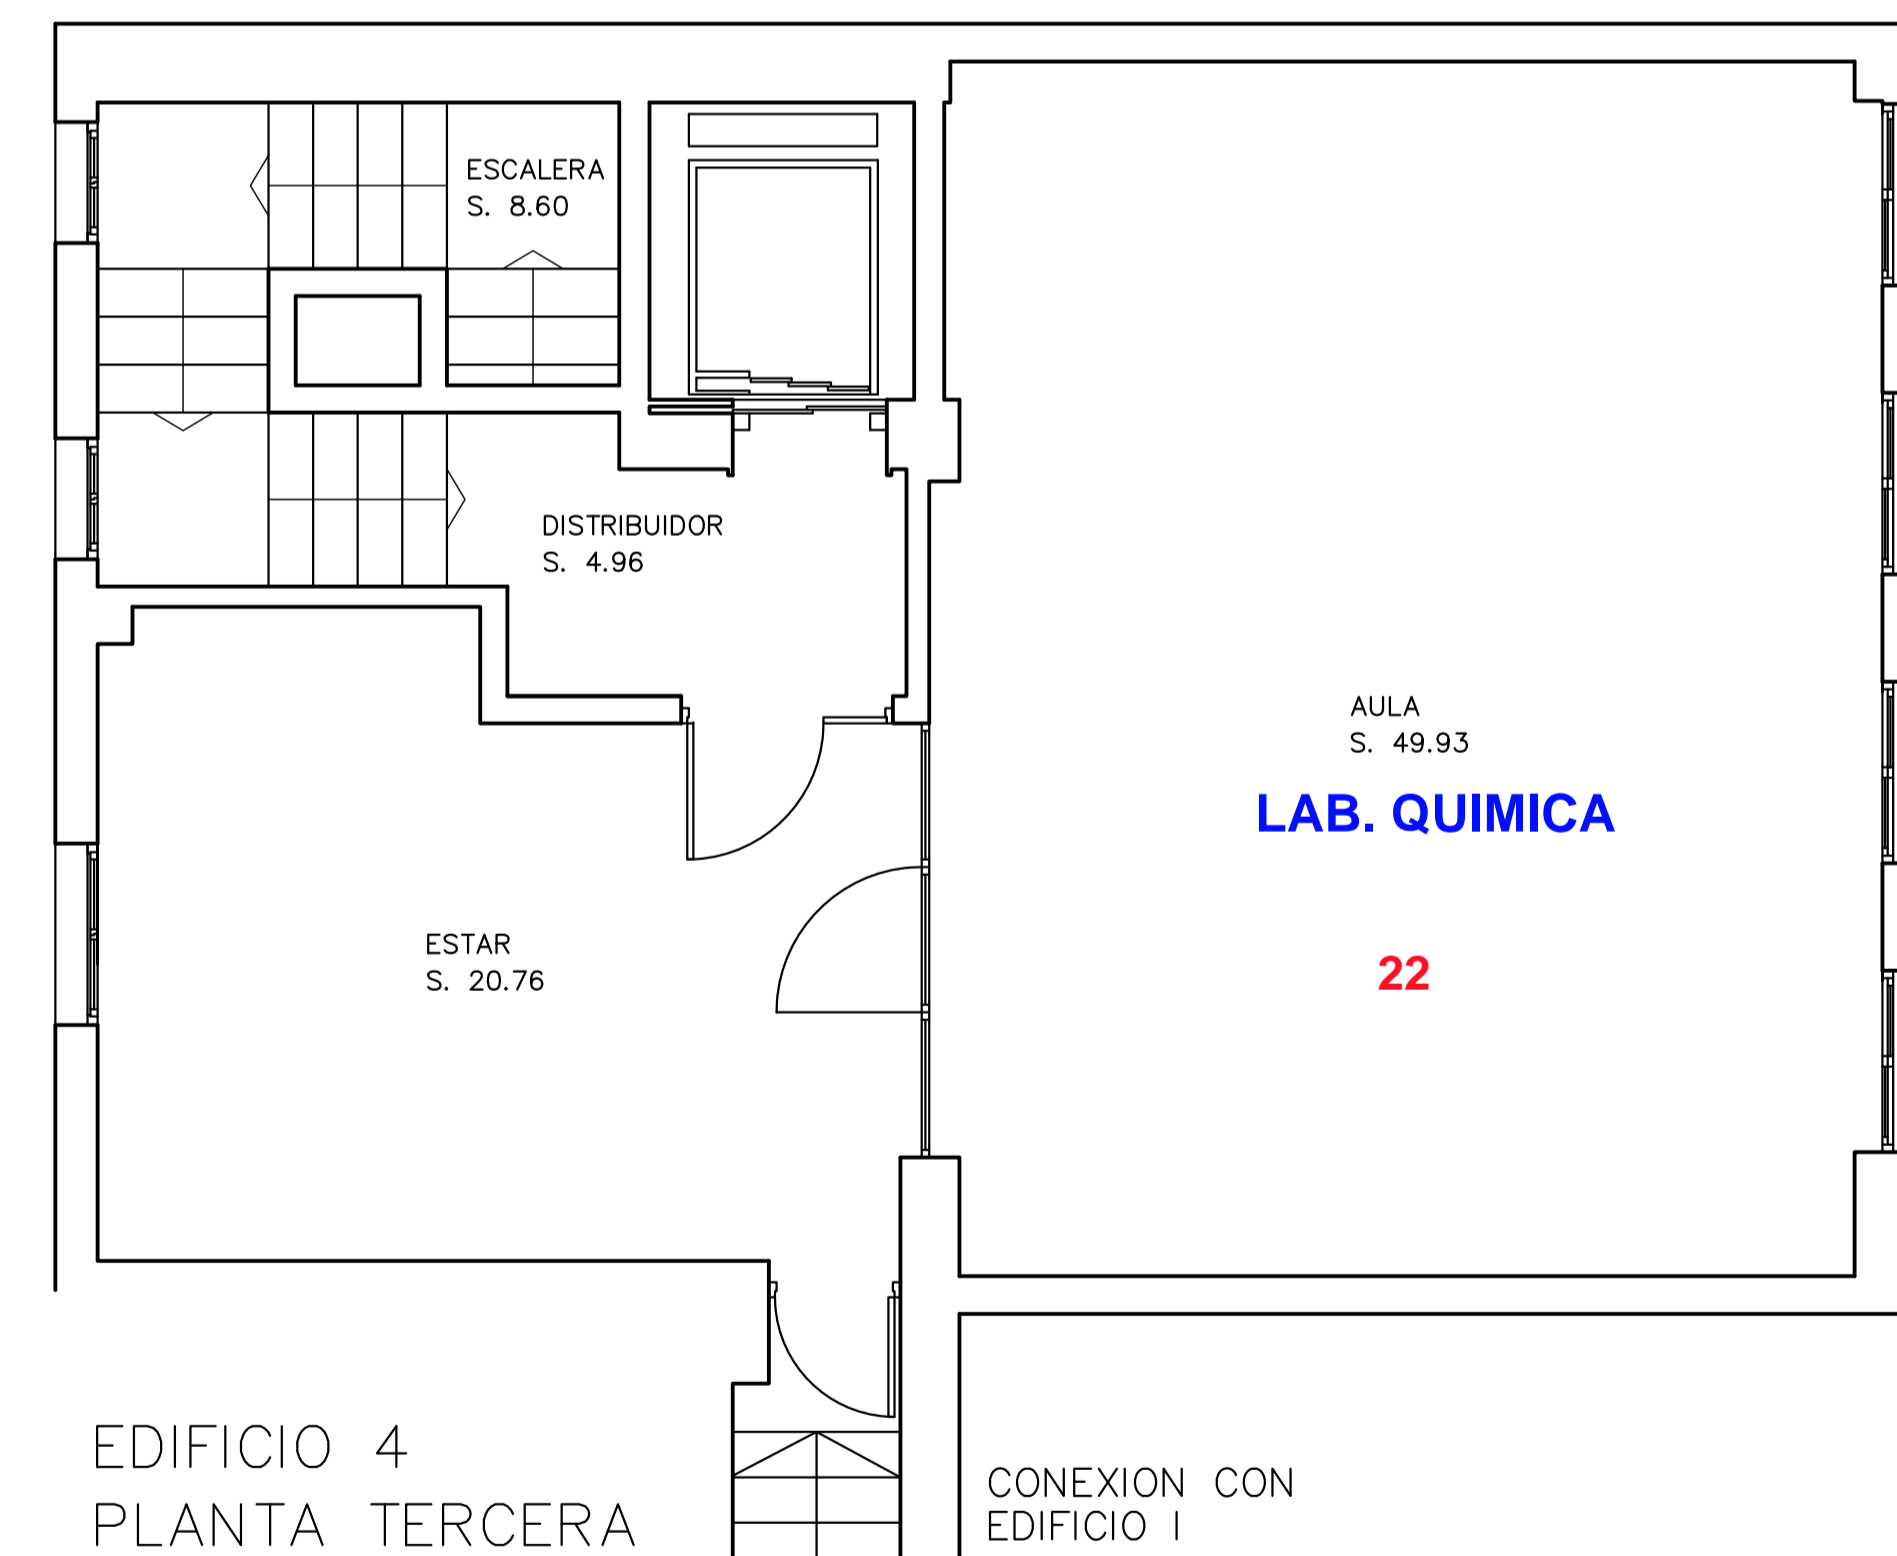 ESCALERA
S. 8.60
DISTRIBUIDOR
S. 4.96
AULA
S. 49.93
LAB. QUIMICA
22
ESTAR
S. 20.76
EDIFICIO 4
PLANTA TERCERA
CONEXION CON
EDIFICIO I